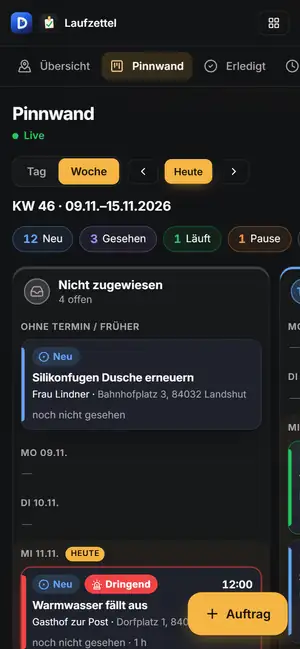 D Laufzettel
Übersicht Pinnwand Erledigt
Pinnwand
Live
Tag Woche Heute
KW 46 · 09.11.–15.11.2026
12 Neu 3 Gesehen 1 Läuft 1 Pause
Nicht zugewiesen
4 offen
OHNE TERMIN / FRÜHER
Neu
Silikonfugen Dusche erneuern
Frau Lindner · Bahnhofplatz 3, 84032 Landshut
noch nicht gesehen
MO 09.11.
—
DI 10.11.
—
MI 11.11. HEUTE
Neu Dringend 12:00
Warmwasser fällt aus
Gasthof zur Post · Dorfplatz 1, 840
noch nicht gesehen · 1 h
+ Auftrag